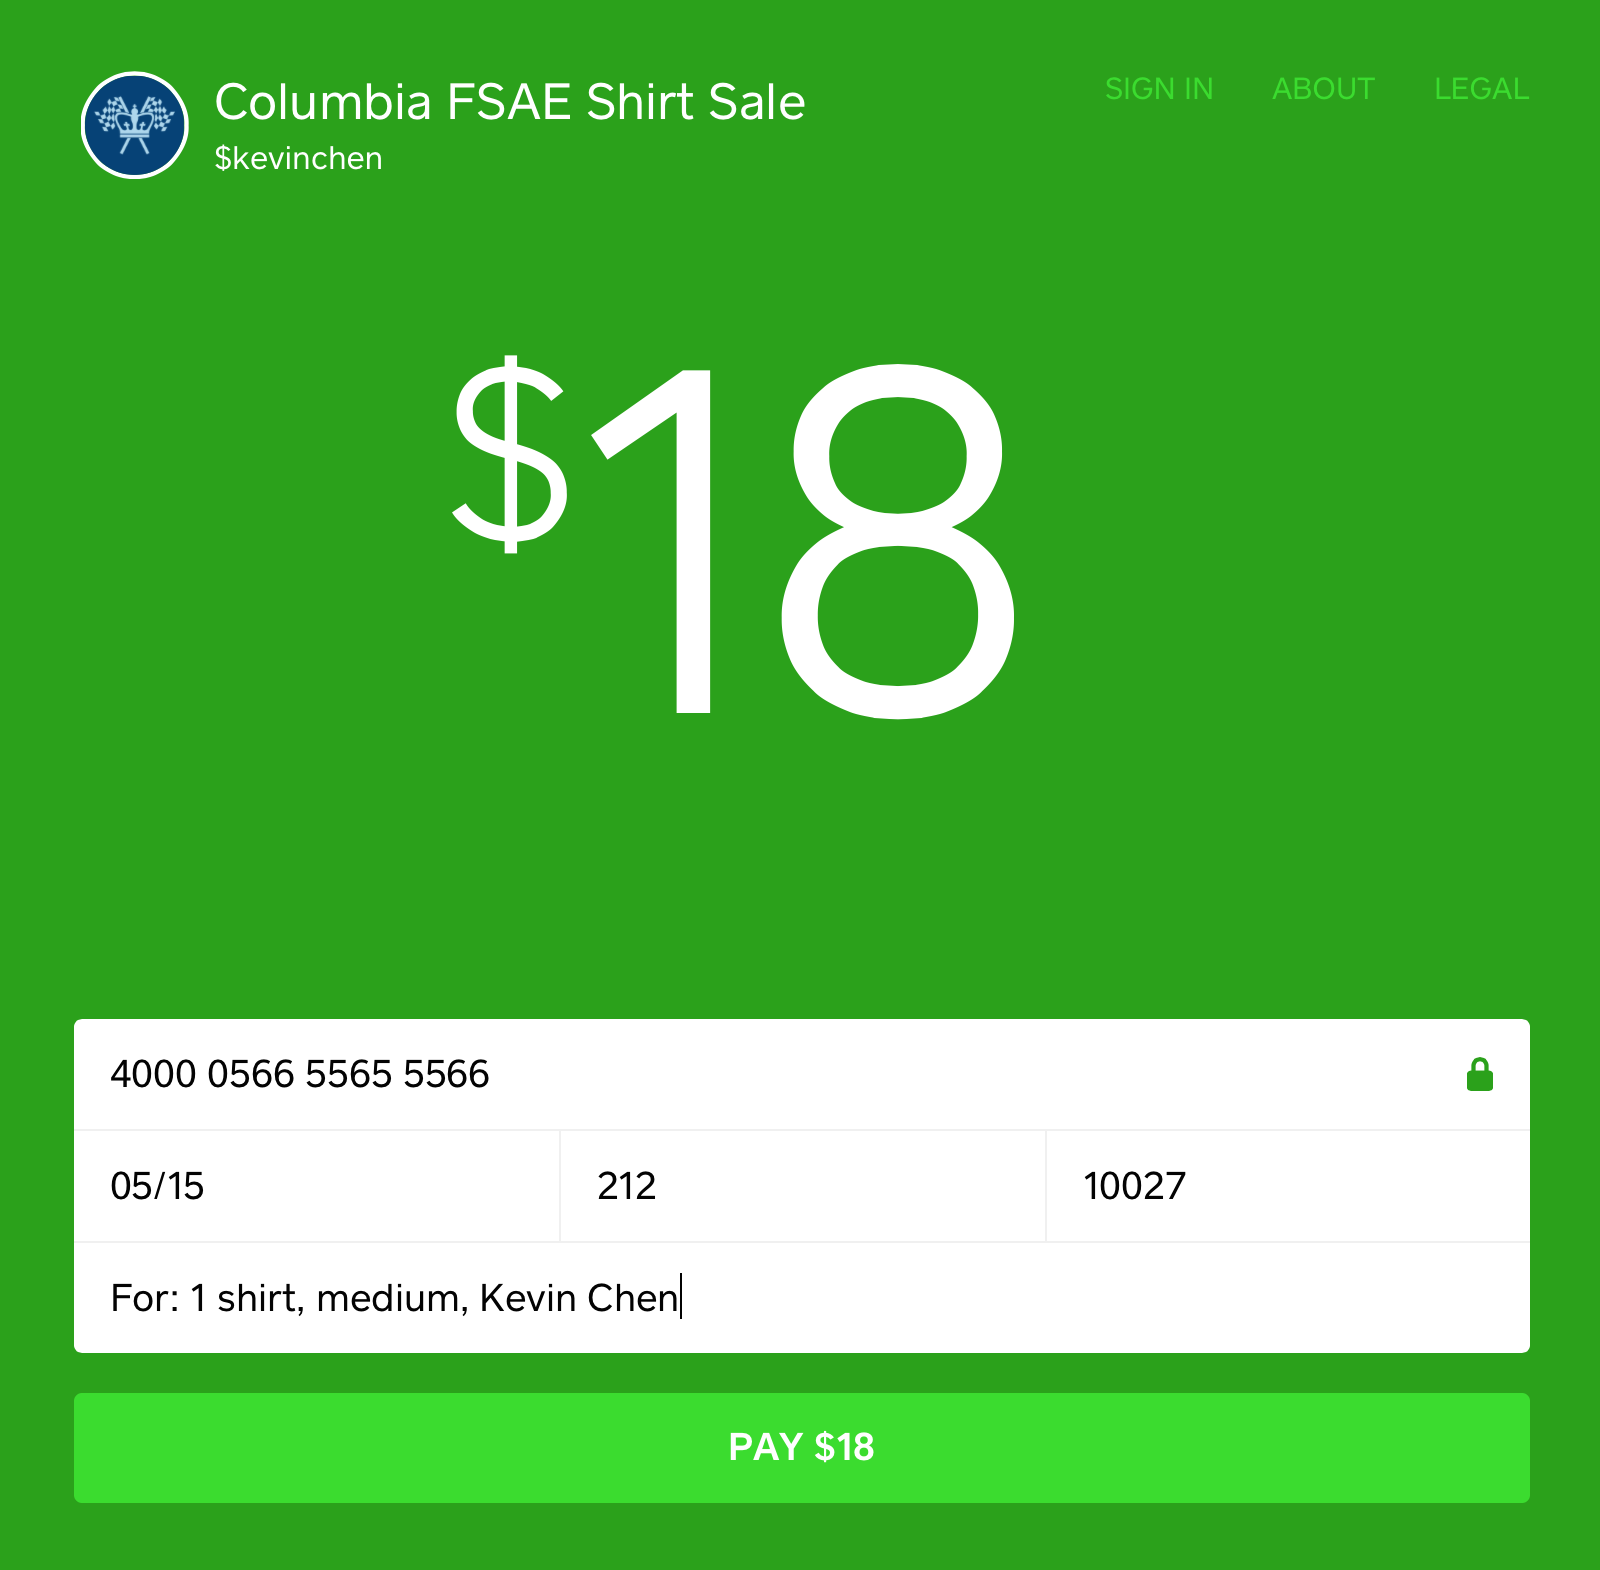 Columbia FSAE Shirt Sale
$kevinchen
SIGN IN ABOUT LEGAL
$18
4000 0566 5565 5566
05/15 212 10027
For: 1 shirt, medium, Kevin Chen
PAY $18